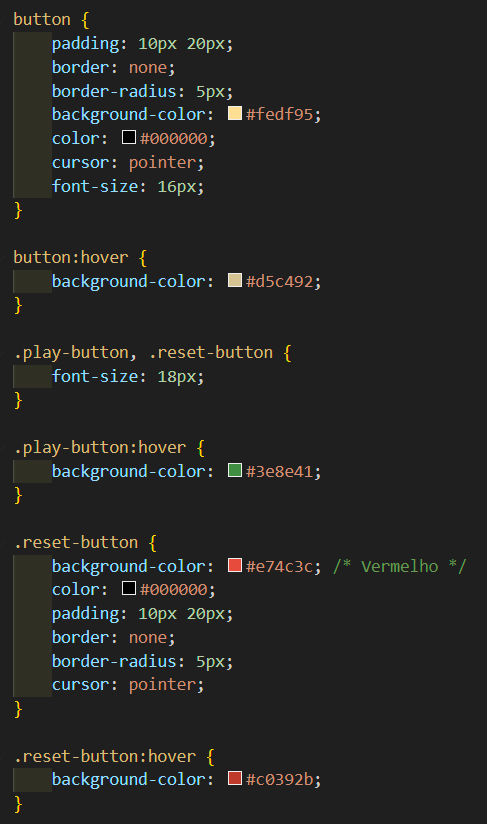 button {
    padding: 10px 20px;
    border: none;
    border-radius: 5px;
    background-color: #fedf95;
    color: #000000;
    cursor: pointer;
    font-size: 16px;
}

button:hover {
    background-color: #d5c492;
}

.play-button, .reset-button {
    font-size: 18px;
}

.play-button:hover {
    background-color: #3e8e41;
}

.reset-button {
    background-color: #e74c3c; /* Vermelho */
    color: #000000;
    padding: 10px 20px;
    border: none;
    border-radius: 5px;
    cursor: pointer;
}

.reset-button:hover {
    background-color: #c0392b;
}